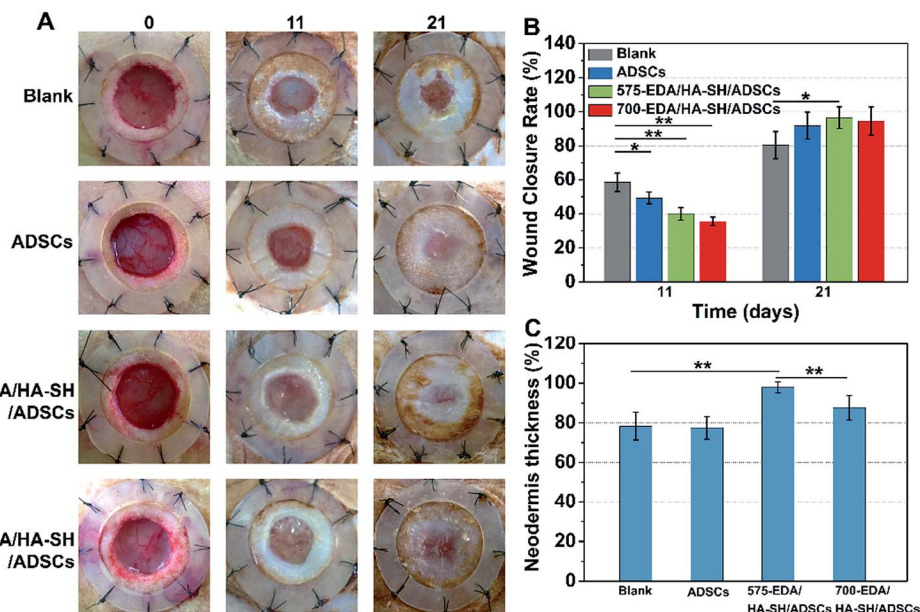 A
0 11 21
Blank
ADSCs
A/HA-SH
/ADSCs
A/HA-SH
/ADSCs
B
Wound Closure Rate (%)
140
120
100
80
60
40
20
0
Blank
ADSCs
575-EDA/HA-SH/ADSCs
700-EDA/HA-SH/ADSCs
**
**
*
*
11 21
Time (days)
C
Neodermis thickness (%)
120
100
80
60
40
20
0
** **
Blank ADSCs 575-EDA/ 700-EDA/
HA-SH/ADSCs HA-SH/ADSCs